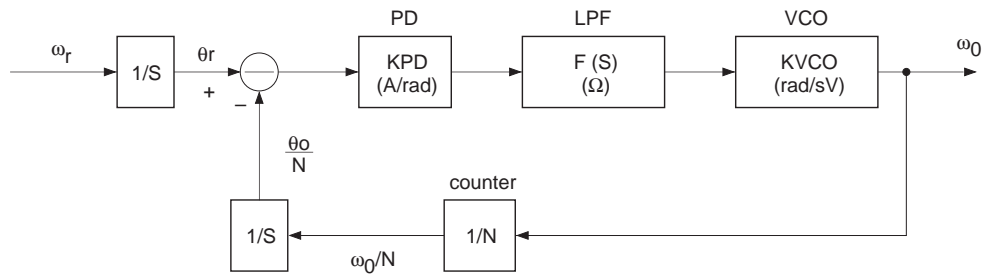 PD
LPF
VCO
ωr
1/S
θr
+
−
KPD
(A/rad)
F (S)
(Ω)
KVCO
(rad/sV)
ω0
θo
N
counter
1/S
ω0/N
1/N